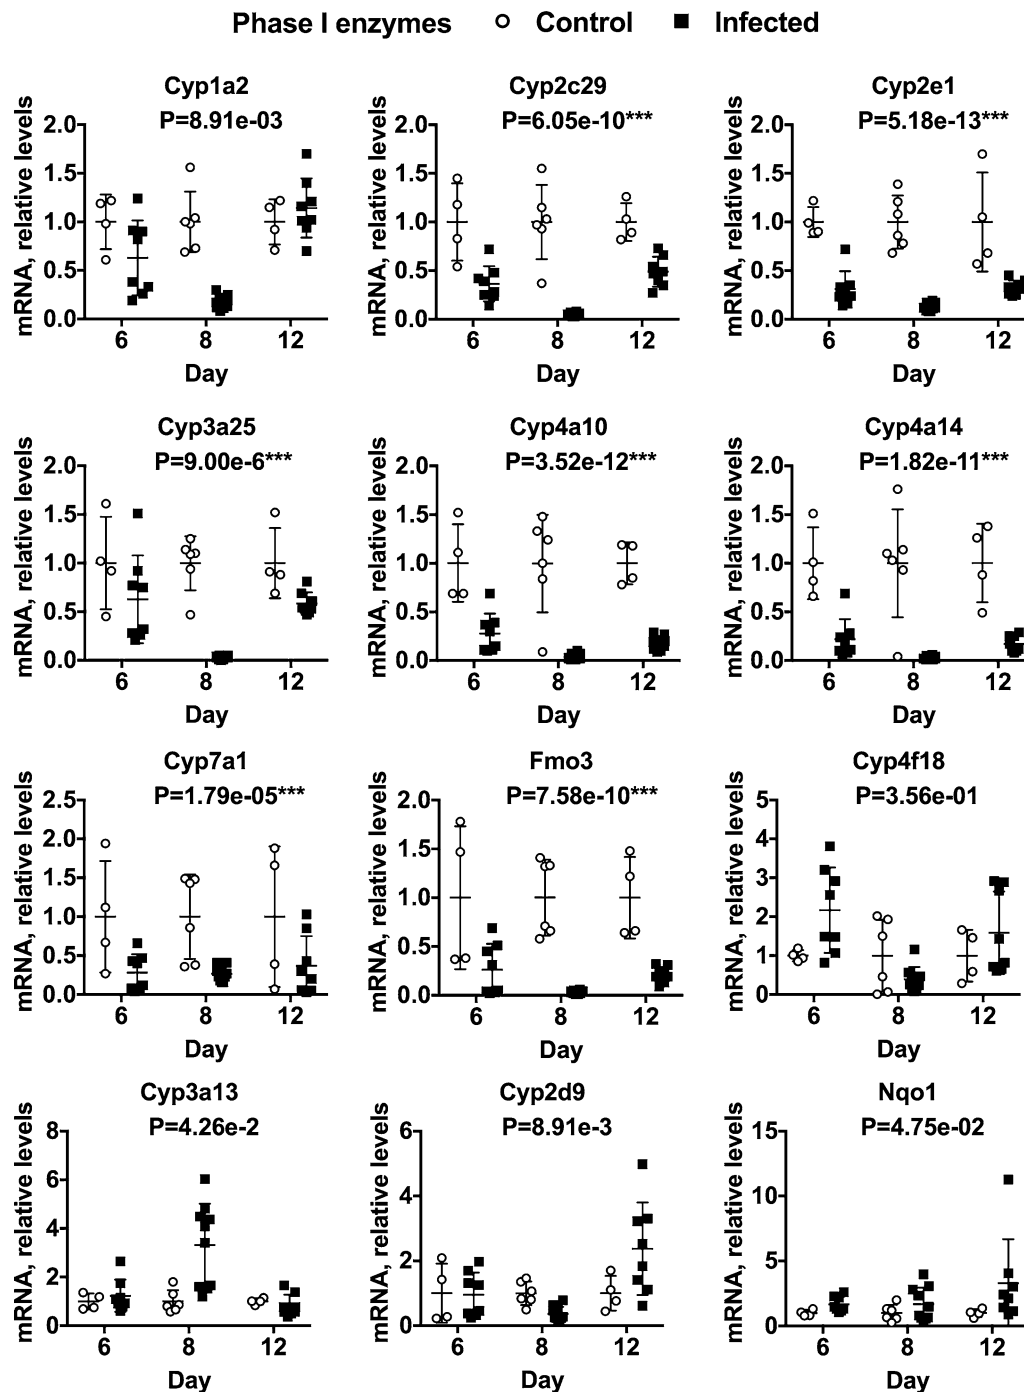 Phase I enzymes Control Infected
Cyp1a2 Cyp2c29 Cyp2e1
P=8.91e-03 P=6.05e-10*** P=5.18e-13***
mRNA, relative levels mRNA, relative levels mRNA, relative levels
2.0 2.0 2.0
1.5 1.5 1.5
1.0 1.0 1.0
0.5 0.5 0.5
0.0 0.0 0.0
6 8 12 6 8 12 6 8 12
Day Day Day
Cyp3a25 Cyp4a10 Cyp4a14
P=9.00e-6*** P=3.52e-12*** P=1.82e-11***
mRNA, relative levels mRNA, relative levels mRNA, relative levels
2.0 2.0 2.0
1.5 1.5 1.5
1.0 1.0 1.0
0.5 0.5 0.5
0.0 0.0 0.0
6 8 12 6 8 12 6 8 12
Day Day Day
Cyp7a1 Fmo3 Cyp4f18
P=1.79e-05*** P=7.58e-10*** P=3.56e-01
mRNA, relative levels mRNA, relative levels mRNA, relative levels
2.5 2.0 5
2.0 1.5 4
1.5 1.0 3
1.0 0.5 2
0.5 0.0 1
0.0 0
6 8 12 6 8 12 6 8 12
Day Day Day
Cyp3a13 Cyp2d9 Nqo1
P=4.26e-2 P=8.91e-3 P=4.75e-02
mRNA, relative levels mRNA, relative levels mRNA, relative levels
8 6 15
6 4 10
4 2 5
2 0 0
0
6 8 12 6 8 12 6 8 12
Day Day Day